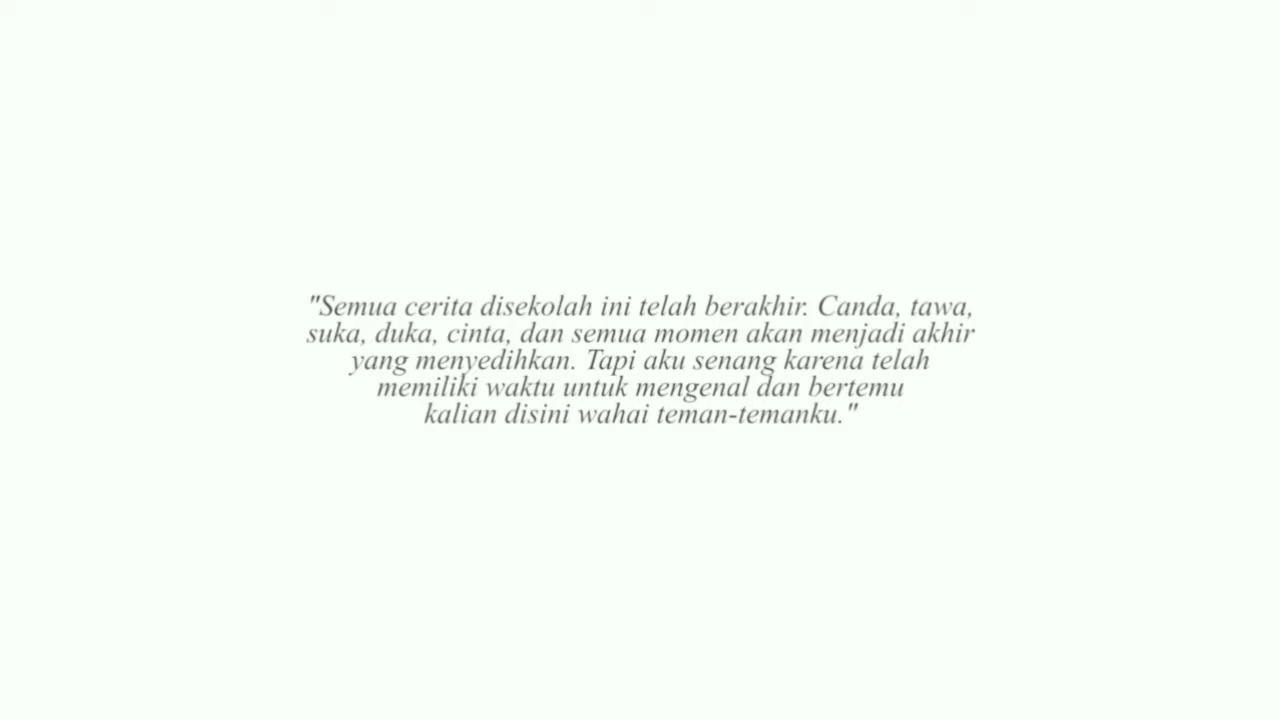 "Semua cerita disekolah ini telah berakhir. Canda, tawa,
suka, duka, cinta, dan semua momen akan menjadi akhir
yang menyedihkan. Tapi aku senang karena telah
memiliki waktu untuk mengenal dan bertemu
kalian disini wahai teman-temanku."